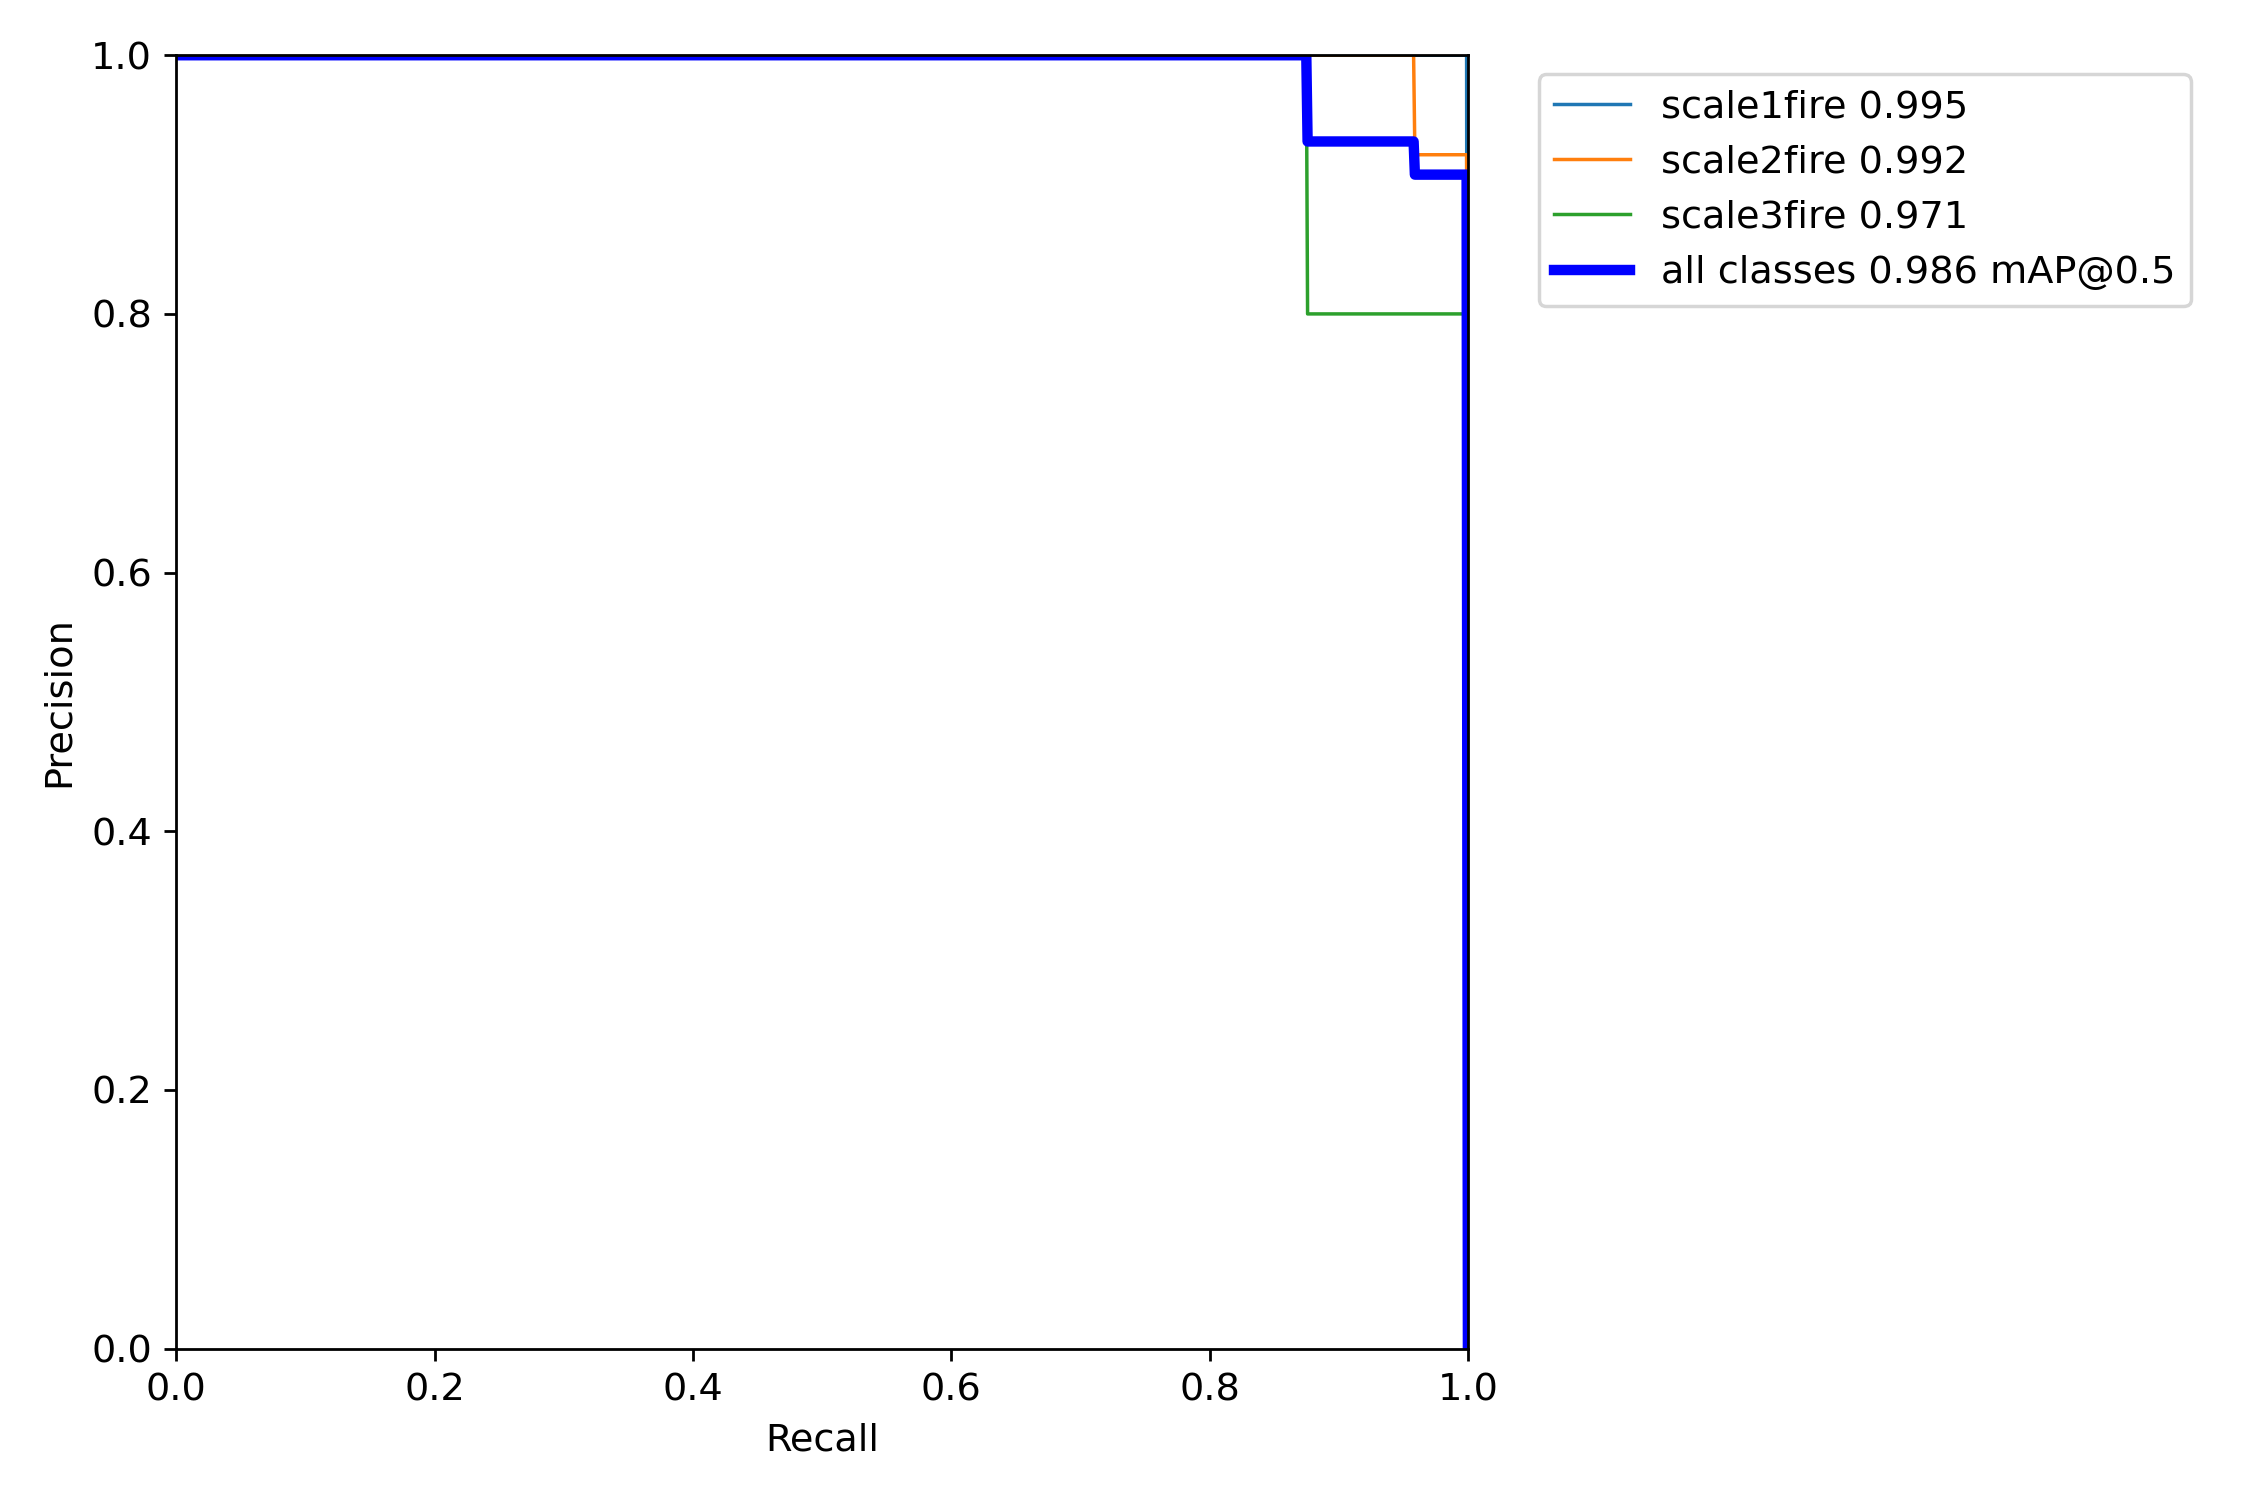 1.0
0.8
0.6
0.4
0.2
0.0
Precision
0.0 0.2 0.4 0.6 0.8 1.0
Recall
scale1fire 0.995
scale2fire 0.992
scale3fire 0.971
all classes 0.986 mAP@0.5